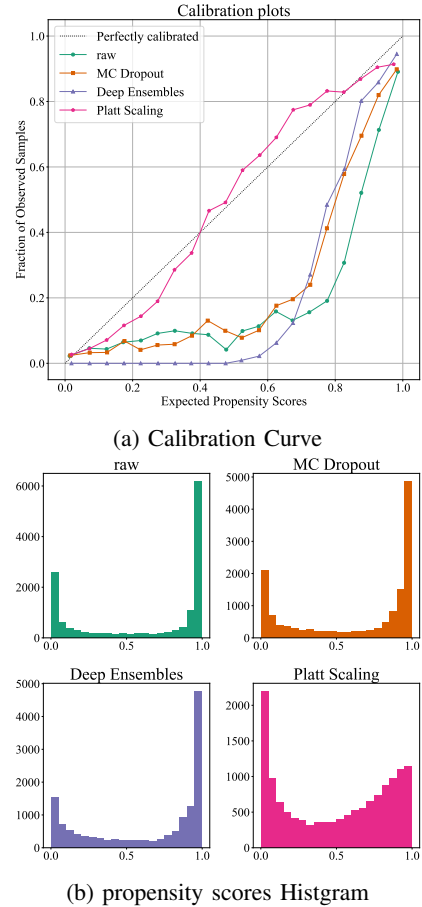 Calibration plots
1.0
0.8
0.6
0.4
0.2
0.0
Fraction of Observed Samples
Perfectly calibrated
raw
MC Dropout
Deep Ensembles
Platt Scaling
0.0 0.2 0.4 0.6 0.8 1.0
Expected Propensity Scores
(a) Calibration Curve
raw
6000
4000
2000
0
0.0 0.5 1.0
MC Dropout
5000
4000
3000
2000
1000
0
0.0 0.5 1.0
Deep Ensembles
5000
4000
3000
2000
1000
0
0.0 0.5 1.0
Platt Scaling
2000
1500
1000
500
0
0.0 0.5 1.0
(b) propensity scores Histgram